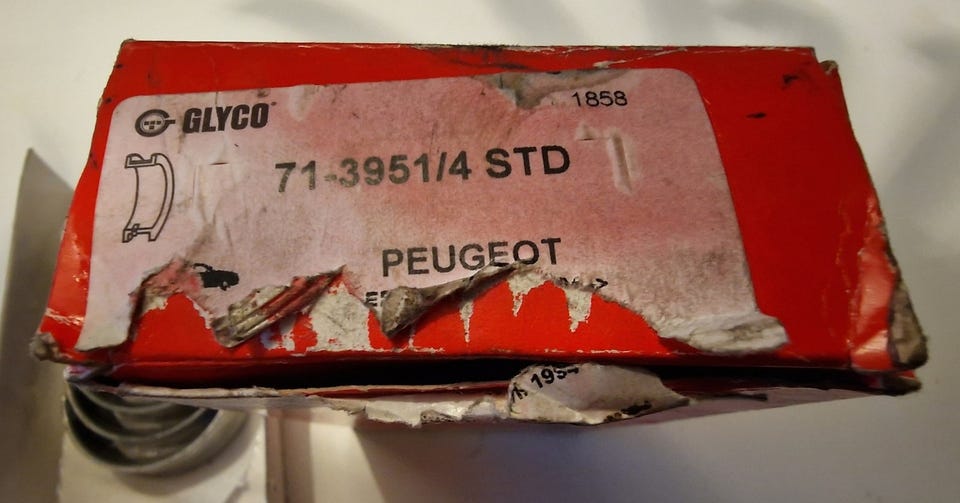 GLYCO
1858
71-3951/4 STD
PEUGEOT